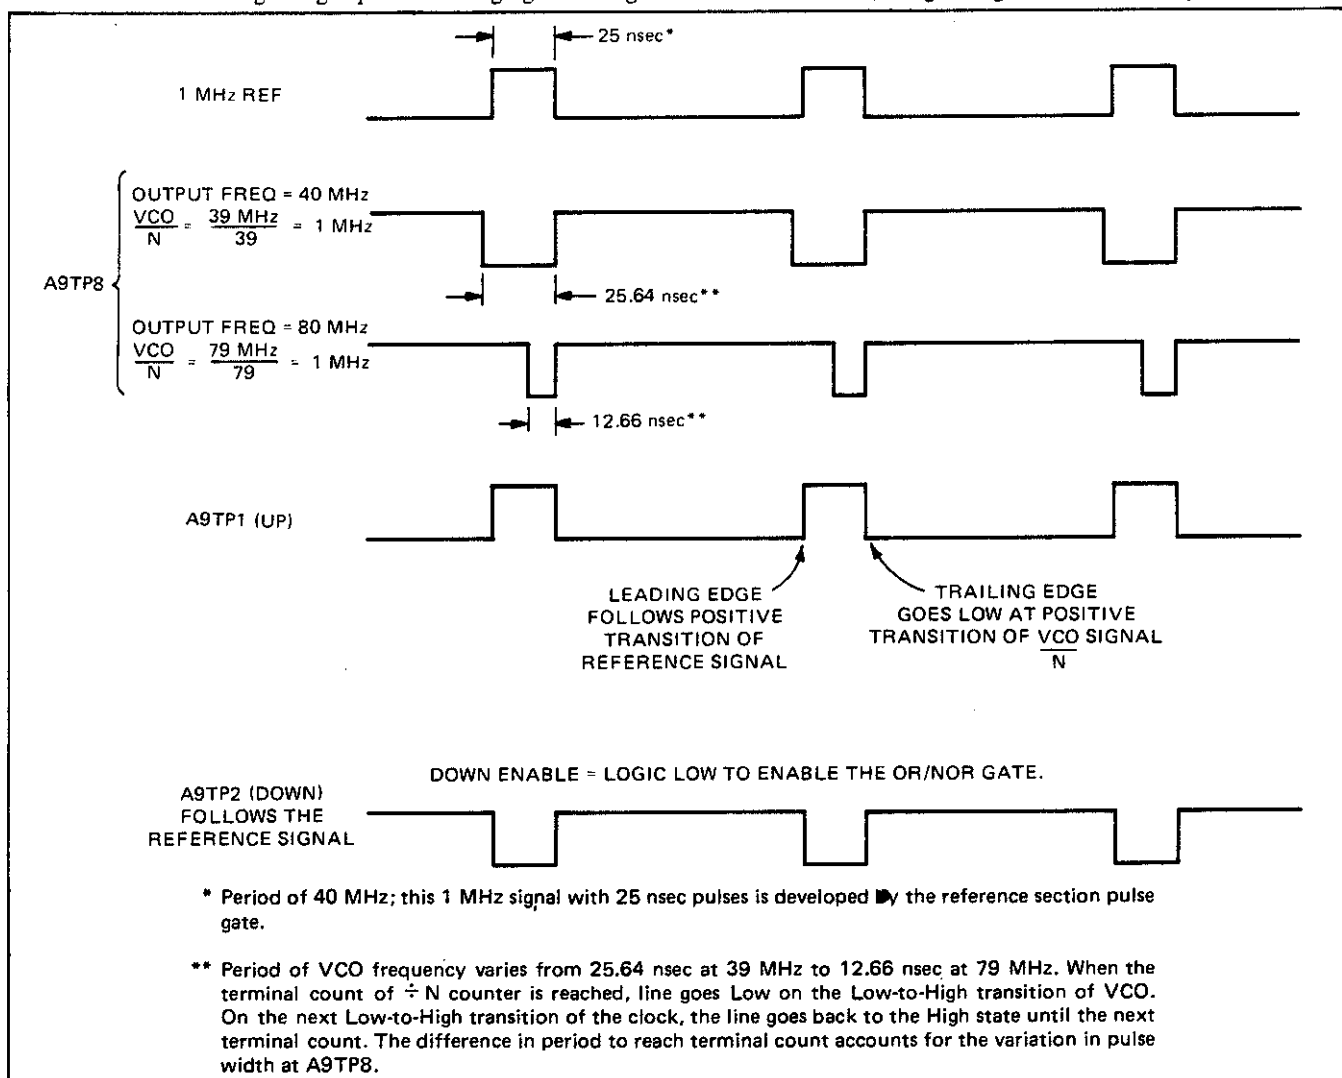 25 nsec*
1 MHz REF
OUTPUT FREQ = 40 MHz
VCO/N = 39 MHz/39 = 1 MHz
A9TP8
25.64 nsec**
OUTPUT FREQ = 80 MHz
VCO/N = 79 MHz/79 = 1 MHz
12.66 nsec**
A9TP1 (UP)
LEADING EDGE
FOLLOWS POSITIVE
TRANSITION OF
REFERENCE SIGNAL
TRAILING EDGE
GOES LOW AT POSITIVE
TRANSITION OF VCO/N SIGNAL
DOWN ENABLE = LOGIC LOW TO ENABLE THE OR/NOR GATE.
A9TP2 (DOWN)
FOLLOWS THE
REFERENCE SIGNAL
* Period of 40 MHz; this 1 MHz signal with 25 nsec pulses is developed by the reference section pulse
gate.
** Period of VCO frequency varies from 25.64 nsec at 39 MHz to 12.66 nsec at 79 MHz. When the
terminal count of ÷ N counter is reached, line goes Low on the Low-to-High transition of VCO.
On the next Low-to-High transition of the clock, the line goes back to the High state until the next
terminal count. The difference in period to reach terminal count accounts for the variation in pulse
width at A9TP8.